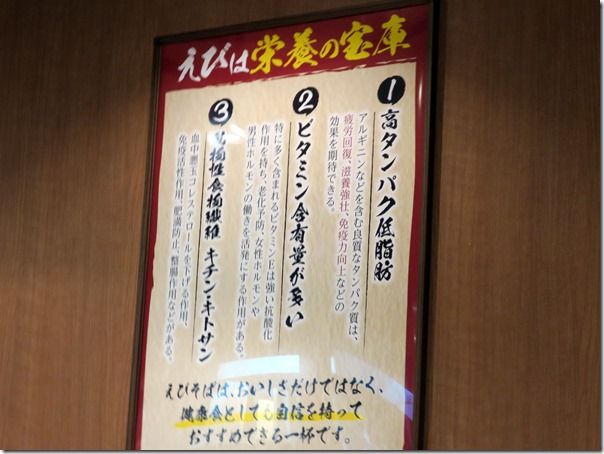 えびは栄養の宝庫
❶高タンパク低脂肪
アルギニンなどを含む良質なタンパク質は、
疲労回復、滋養強壮、免疫力向上などの
効果を期待できる。
❷ビタミン含有量が多い
特に多く含まれるビタミンEは強い抗酸化
作用を持ち、老化予防、女性ホルモンや
男性ホルモンの働きを活発にする作用がある。
❸動物性食物繊維 キチン・キトサン
血中悪玉コレステロールを下げる作用、
免疫活性作用、肥満防止、整腸作用などがある。
えびそばは、おいしさだけではなく、
健康食としても自信を持って
おすすめできる一杯です。